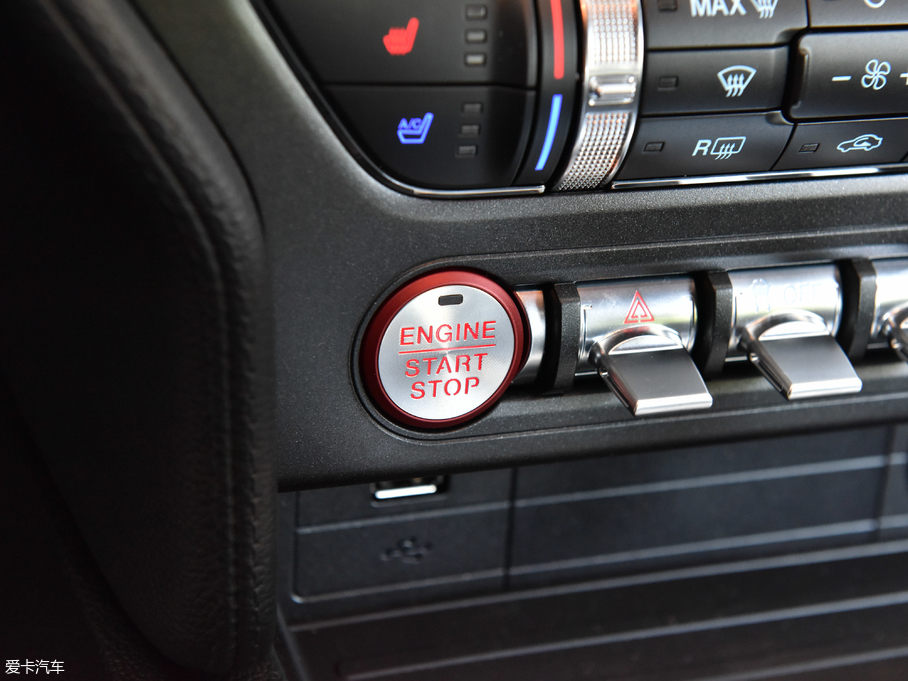 MAX
A/C
R
ENGINE
START
STOP
爱卡汽车